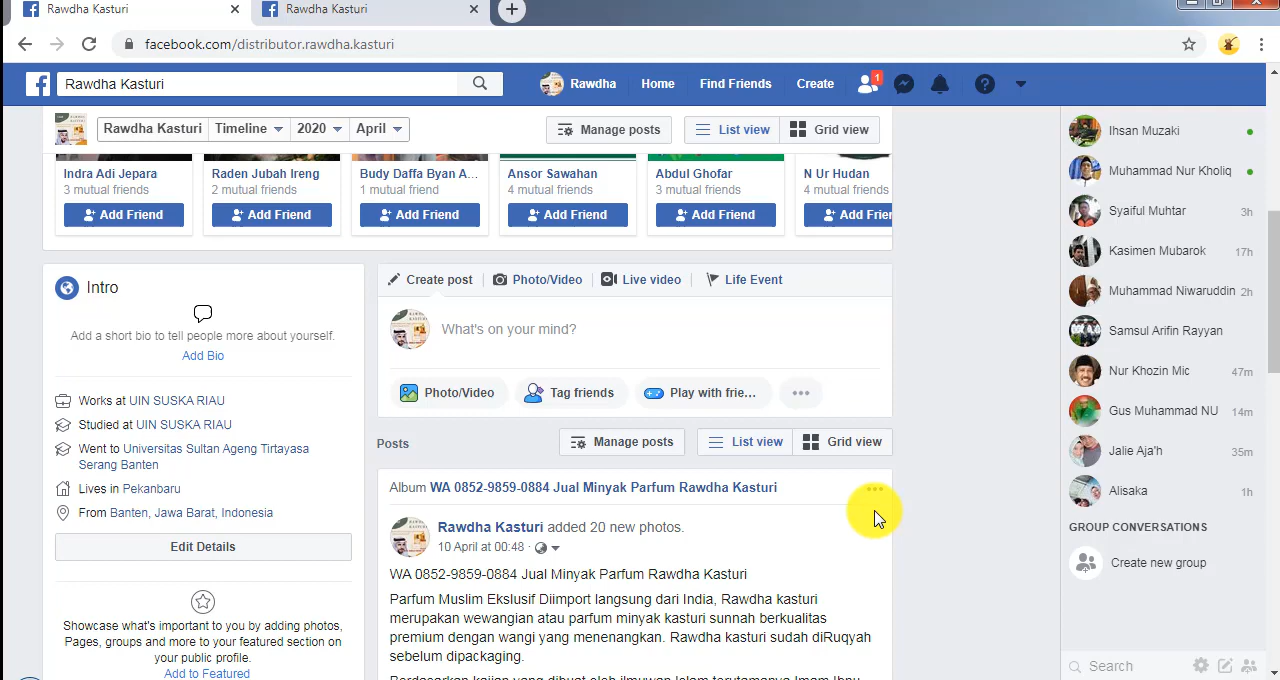 Rawdha Kasturi
Rawdha Kasturi
facebook.com/distributor.rawdha.kasturi
Rawdha Kasturi
Rawdha
Home
Find Friends
Create
1
Rawdha Kasturi
Timeline
2020
April
Manage posts
List view
Grid view
Indra Adi Jepara
3 mutual friends
Add Friend
Raden Jubah Ireng
2 mutual friends
Add Friend
Budy Daffa Byan A...
1 mutual friend
Add Friend
Ansor Sawahan
4 mutual friends
Add Friend
Abdul Ghofar
3 mutual friends
Add Friend
N Ur Hudan
4 mutual friends
Add Frie
Intro
Add a short bio to tell people more about yourself.
Add Bio
Works at UIN SUSKA RIAU
Studied at UIN SUSKA RIAU
Went to Universitas Sultan Ageng Tirtayasa
Serang Banten
Lives in Pekanbaru
From Banten, Jawa Barat, Indonesia
Edit Details
Showcase what's important to you by adding photos,
Pages, groups and more to your featured section on
your public profile.
Add to Featured
Create post
Photo/Video
Live video
Life Event
What's on your mind?
Photo/Video
Tag friends
Play with frie...
Posts
Manage posts
List view
Grid view
Album WA 0852-9859-0884 Jual Minyak Parfum Rawdha Kasturi
Rawdha Kasturi added 20 new photos.
10 April at 00:48 ·
WA 0852-9859-0884 Jual Minyak Parfum Rawdha Kasturi
Parfum Muslim Ekslusif Diimport langsung dari India, Rawdha kasturi
merupakan wewangian atau parfum minyak kasturi sunnah berkualitas
premium dengan wangi yang menenangkan. Rawdha kasturi sudah diRuqyah
sebelum dipackaging.
Berdasarkan kajian yang dibuat oleh ilmuwan Islam terutamanya Imam Ibnu
Ihsan Muzaki
Muhammad Nur Kholiq
Syaiful Muhtar
3h
Kasimen Mubarok
17h
Muhammad Niwaruddin
2h
Samsul Arifin Rayyan
Nur Khozin Mic
47m
Gus Muhammad NU
14m
Jalie Aja'h
35m
Alisaka
1h
GROUP CONVERSATIONS
Create new group
Search